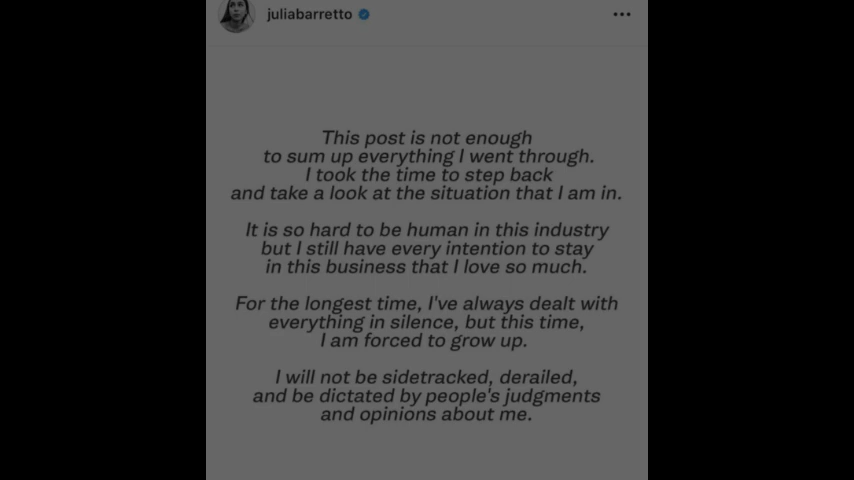 juliabarretto
This post is not enough
to sum up everything I went through.
I took the time to step back
and take a look at the situation that I am in.
It is so hard to be human in this industry
but I still have every intention to stay
in this business that I love so much.
For the longest time, I've always dealt with
everything in silence, but this time,
I am forced to grow up.
I will not be sidetracked, derailed,
and be dictated by people's judgments
and opinions about me.